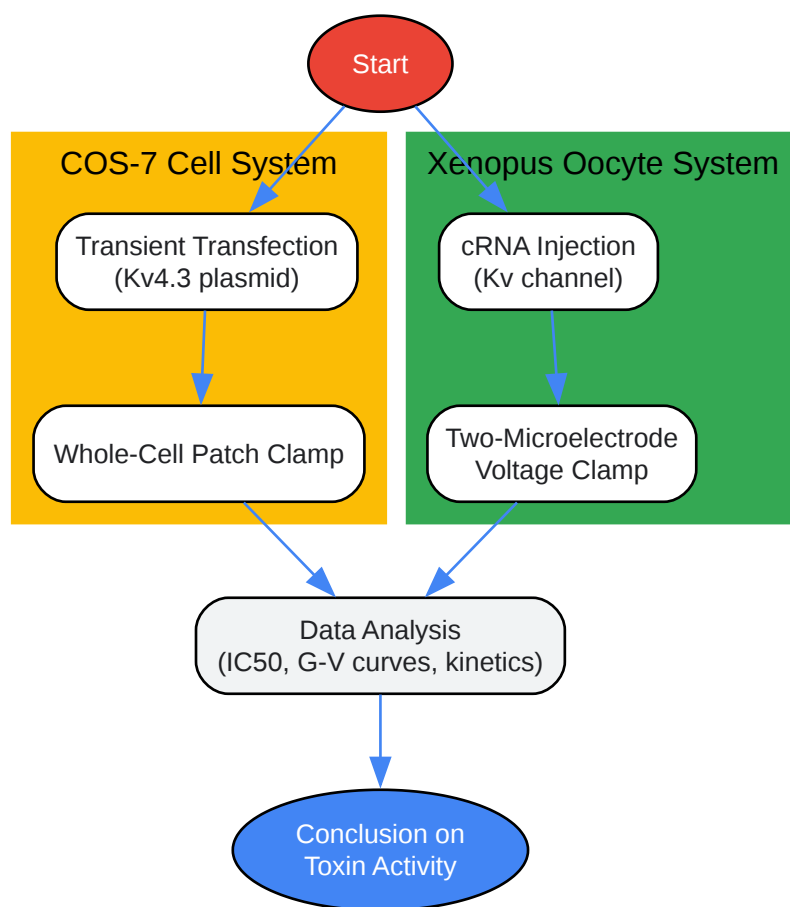 Start
COS-7 Cell System
Transient Transfection
(Kv4.3 plasmid)
Whole-Cell Patch Clamp
Xenopus Oocyte System
cRNA Injection
(Kv channel)
Two-Microelectrode
Voltage Clamp
Data Analysis
(IC50, G-V curves, kinetics)
Conclusion on
Toxin Activity